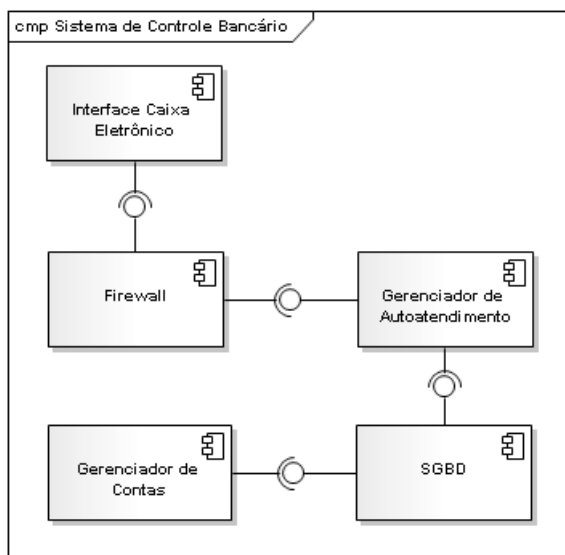 cmp Sistema de Controle Bancário
Interface Caixa
Eletrônico
Firewall
Gerenciador de
Autoatendimento
Gerenciador de
Contas
SGBD